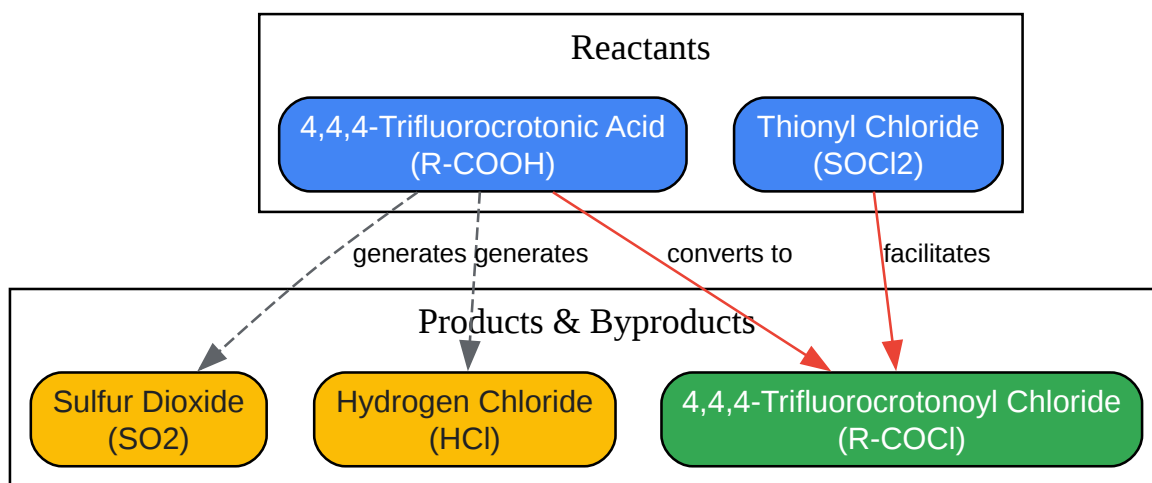 Reactants
4,4,4-Trifluorocrotonic Acid
(R-COOH)
Thionyl Chloride
(SOCl2)
generates
generates
converts to
facilitates
Products & Byproducts
Sulfur Dioxide
(SO2)
Hydrogen Chloride
(HCl)
4,4,4-Trifluorocrotonoyl Chloride
(R-COCl)